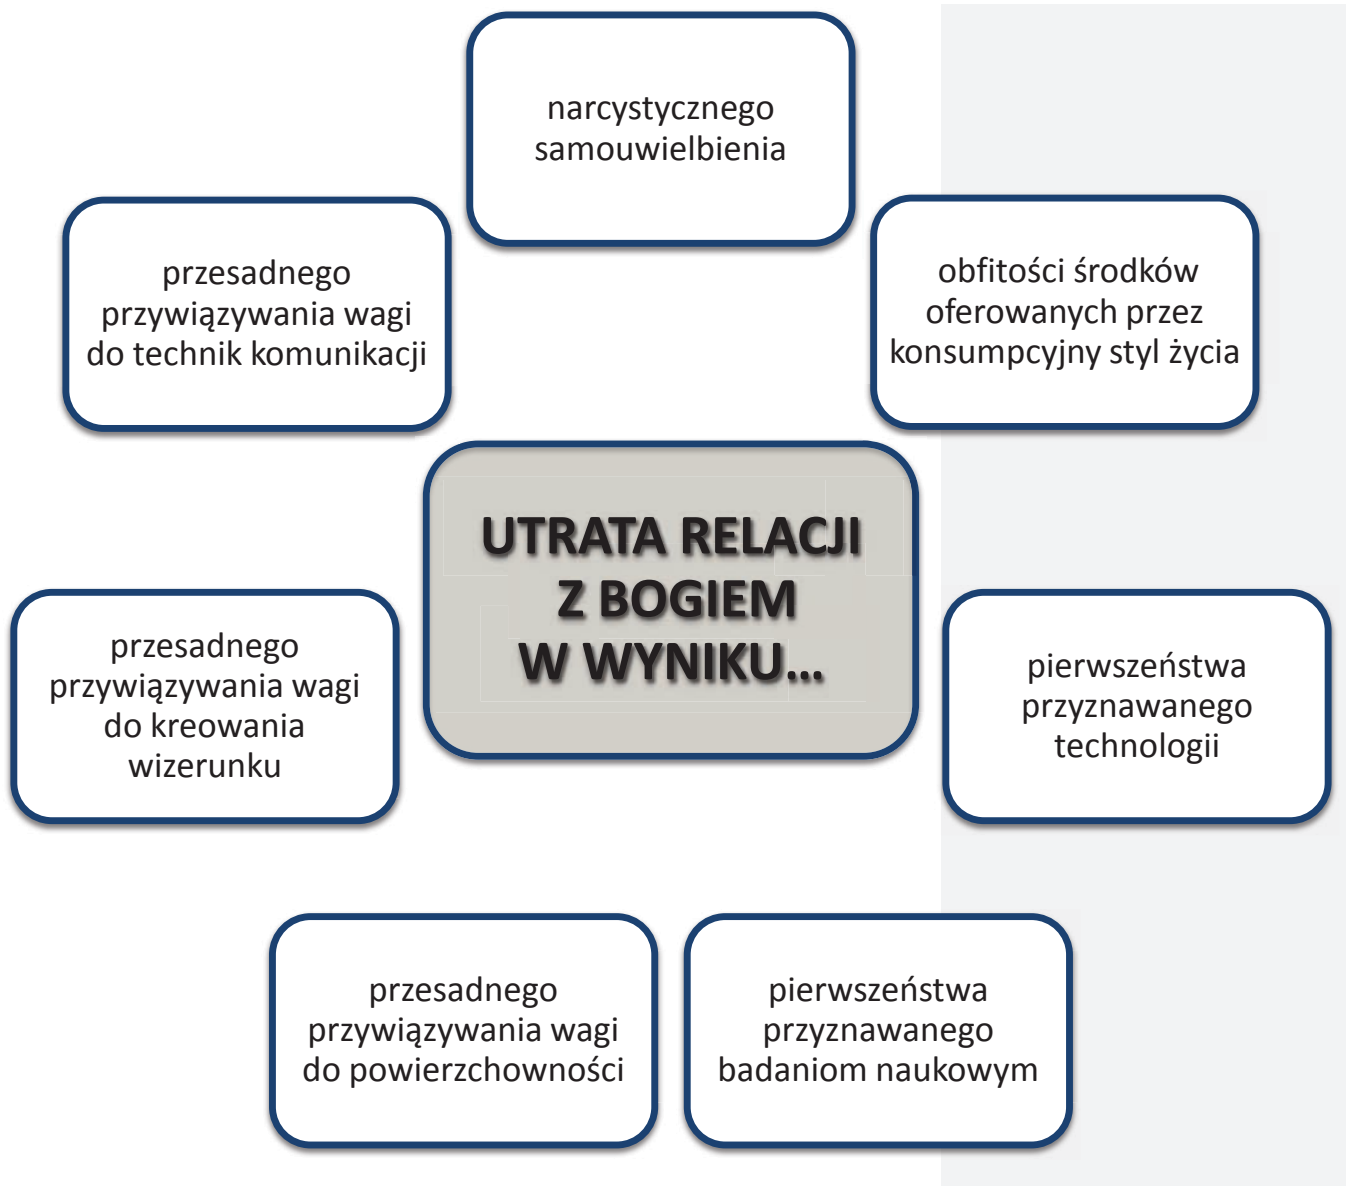 narcystycznego
samouwielbienia
przesadnego
przywiązywania wagi
do technik komunikacji
obfitości środków
oferowanych przez
konsumpcyjny styl życia
UTRATA RELACJI
Z BOGIEM
W WYNIKU...
przesadnego
przywiązywania wagi
do kreowania
wizerunku
pierwszeństwa
przyznawanego
technologii
przesadnego
przywiązywania wagi
do powierzchowności
pierwszeństwa
przyznawanego
badaniom naukowym